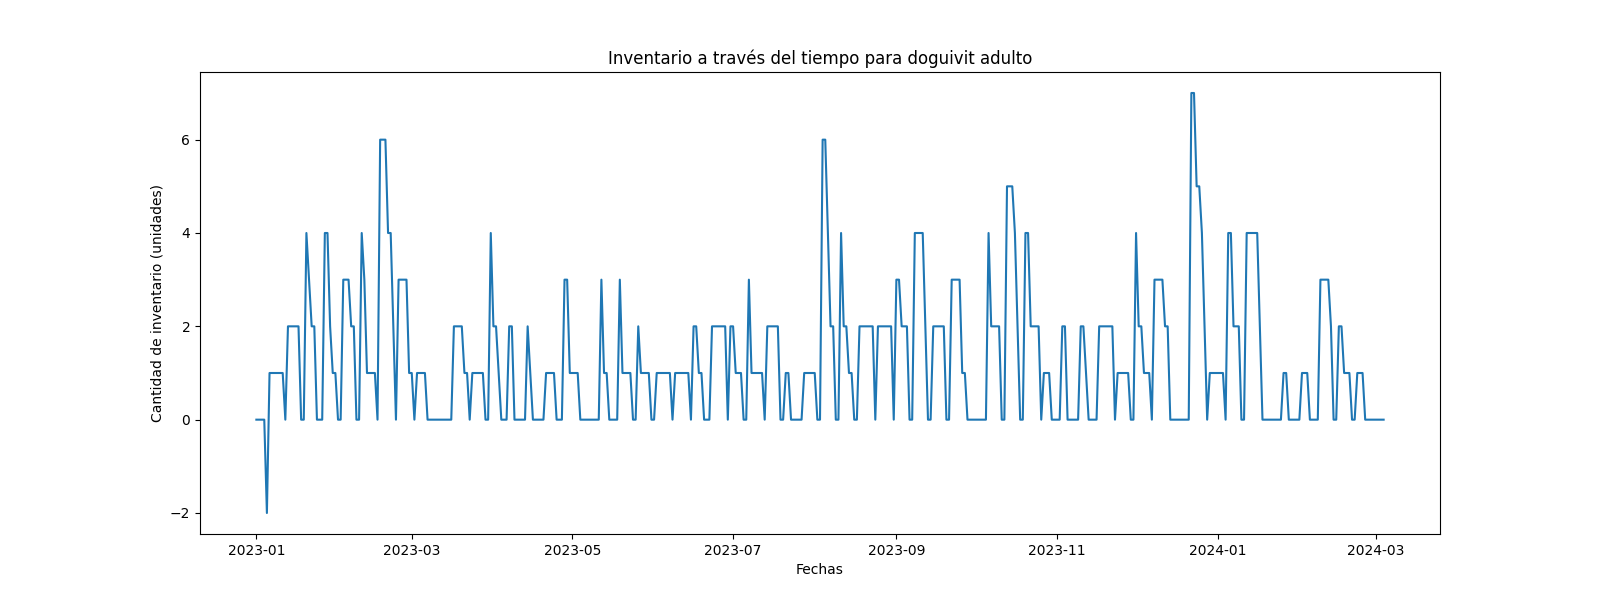 Inventario a través del tiempo para doguivit adulto
Cantidad de inventario (unidades)
6
4
2
0
−2
2023-01 2023-03 2023-05 2023-07 2023-09 2023-11 2024-01 2024-03
Fechas